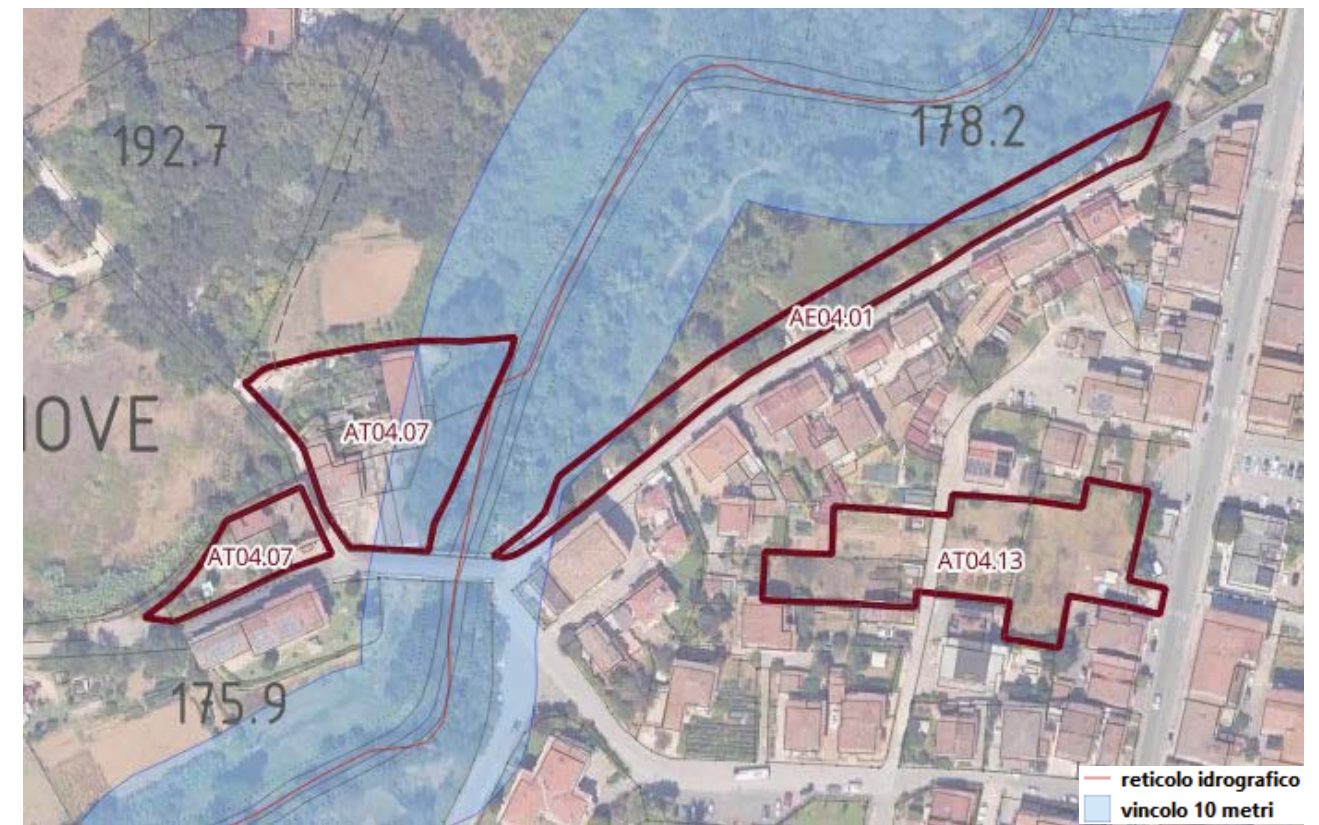 192.7
178.2
AE04.01
IOVE
AT04.07
AT04.07
AT04.13
175.9
reticolo idrografico
vincolo 10 metri